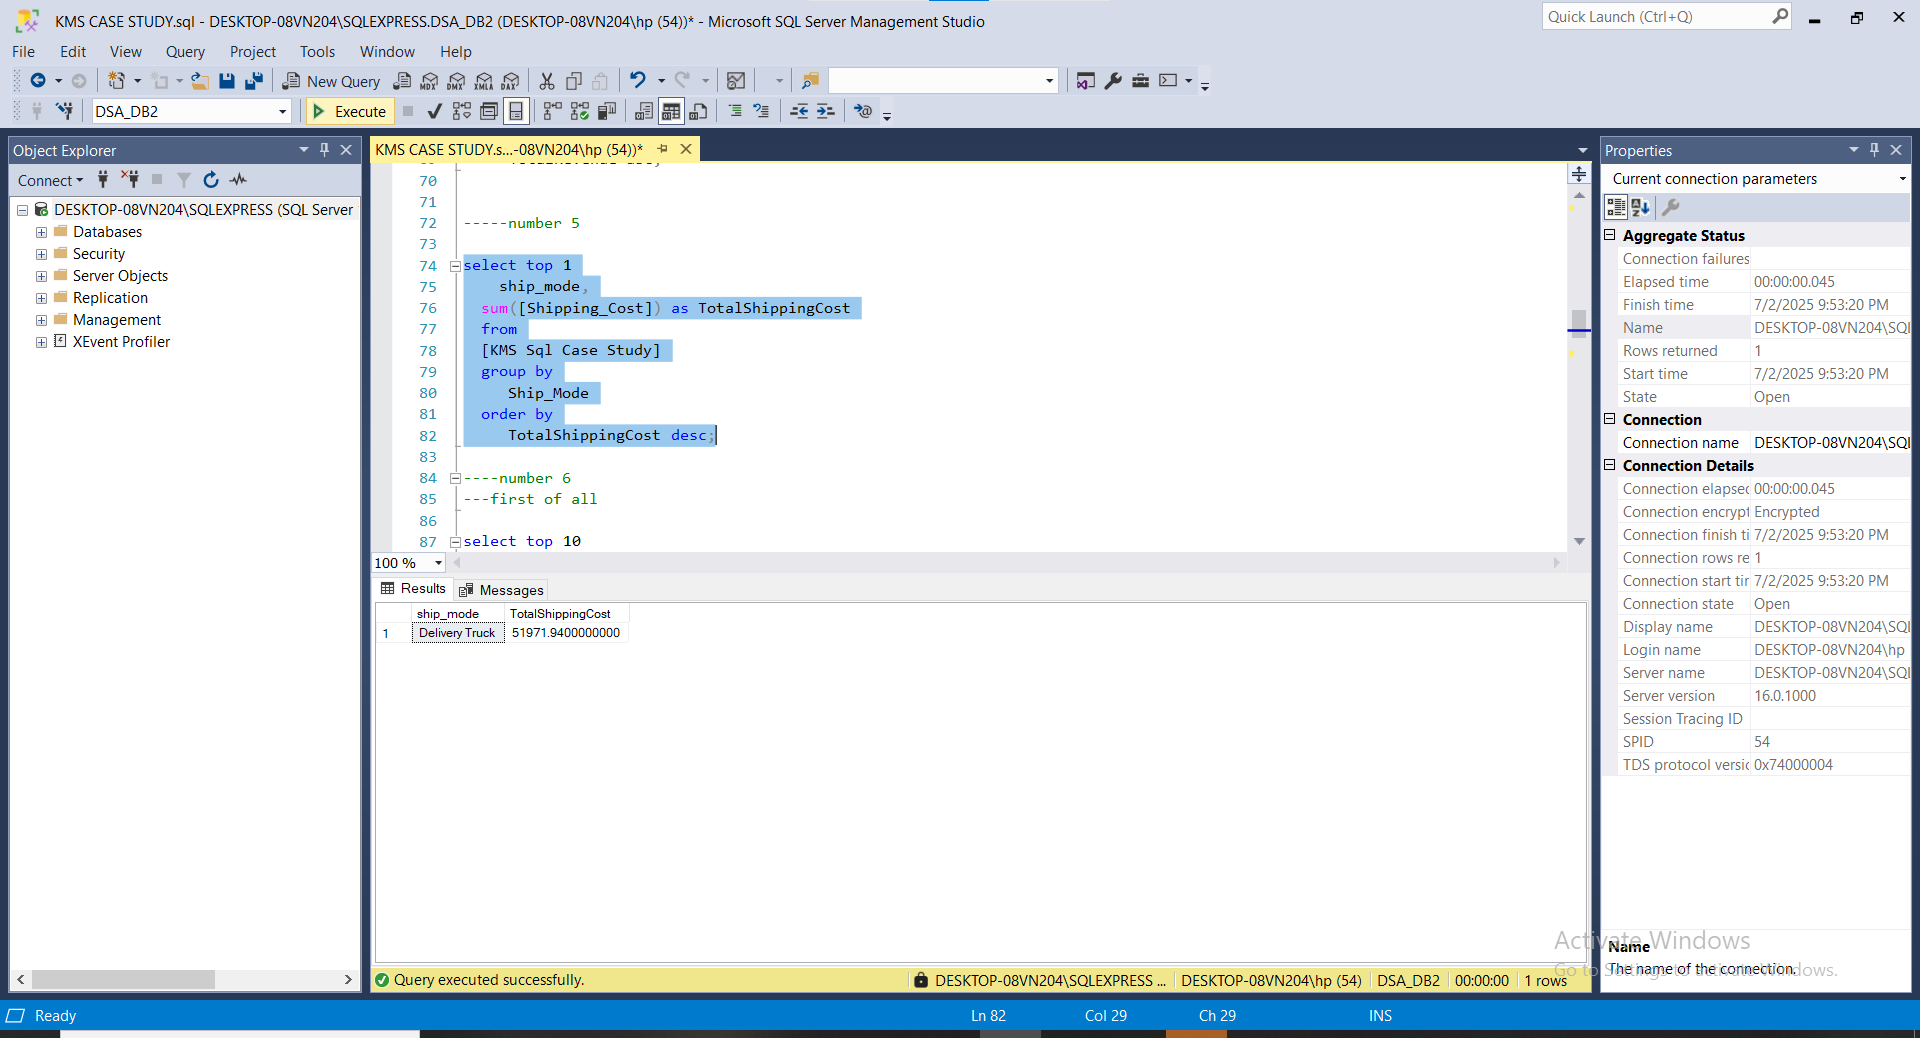 KMS CASE STUDY.sql - DESKTOP-08VN204\SQLEXPRESS.DSA_DB2 (DESKTOP-08VN204\hp (54))* - Microsoft SQL Server Management Studio
Quick Launch (Ctrl+Q)
File Edit View Query Project Tools Window Help
New Query MDX DMX XMLA DAX
DSA_DB2 Execute
Object Explorer
Connect
DESKTOP-08VN204\SQLEXPRESS (SQL Server
Databases
Security
Server Objects
Replication
Management
XEvent Profiler
KMS CASE STUDY.s...-08VN204\hp (54))*
70
71
72 -----number 5
73
74 select top 1
75 ship_mode,
76 sum([Shipping_Cost]) as TotalShippingCost
77 from
78 [KMS Sql Case Study]
79 group by
80 Ship_Mode
81 order by
82 TotalShippingCost desc;
83
84 ----number 6
85 ---first of all
86
87 select top 10
100 %
Results Messages
ship_mode TotalShippingCost
1 Delivery Truck 51971.9400000000
Query executed successfully. DESKTOP-08VN204\SQLEXPRESS ... DESKTOP-08VN204\hp (54) DSA_DB2 00:00:00 1 rows
Properties
Current connection parameters
Aggregate Status
Connection failures
Elapsed time 00:00:00.045
Finish time 7/2/2025 9:53:20 PM
Name DESKTOP-08VN204\SQL
Rows returned 1
Start time 7/2/2025 9:53:20 PM
State Open
Connection
Connection name DESKTOP-08VN204\SQL
Connection Details
Connection elapsec 00:00:00.045
Connection encrypt Encrypted
Connection finish ti 7/2/2025 9:53:20 PM
Connection rows re 1
Connection start tir 7/2/2025 9:53:20 PM
Connection state Open
Display name DESKTOP-08VN204\SQL
Login name DESKTOP-08VN204\hp
Server name DESKTOP-08VN204\SQL
Server version 16.0.1000
Session Tracing ID
SPID 54
TDS protocol versic 0x74000004
Name
The name of the connection.
Activate Windows
Go to Settings to activate Windows.
Ready Ln 82 Col 29 Ch 29 INS